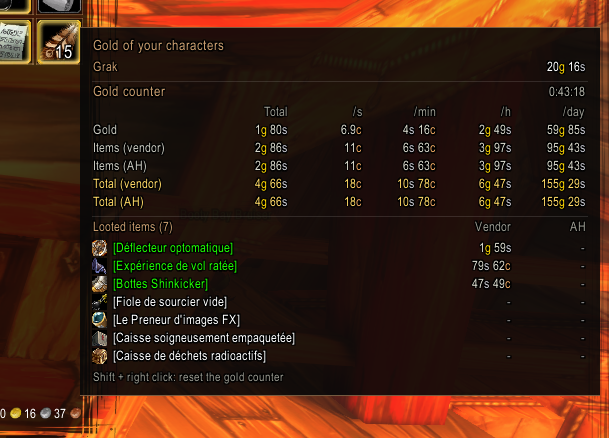 15
Gold of your characters
Grak 20g 16s
Gold counter 0:43:18
Total /s /min /h /day
Gold 1g 80s 6.9c 4s 16c 2g 49s 59g 85s
Items (vendor) 2g 86s 11c 6s 63c 3g 97s 95g 43s
Items (AH) 2g 86s 11c 6s 63c 3g 97s 95g 43s
Total (vendor) 4g 66s 18c 10s 78c 6g 47s 155g 29s
Total (AH) 4g 66s 18c 10s 78c 6g 47s 155g 29s
Looted items (7) Vendor AH
[Déflecteur optomatique] 1g 59s -
[Expérience de vol ratée] 79s 62c -
[Bottes Shinkicker] 47s 49c -
[Fiole de sourcier vide] - -
[Le Preneur d'images FX] - -
[Caisse soigneusement empaquetée] - -
[Caisse de déchets radioactifs] - -
Shift + right click: reset the gold counter
0 16 37